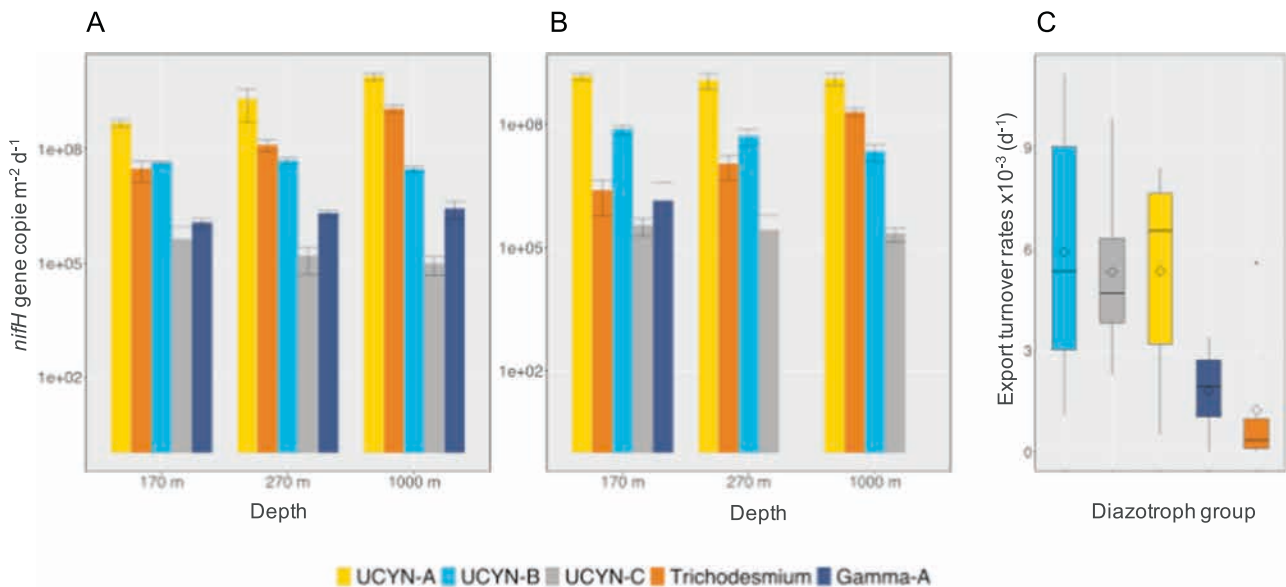 A B C
nifH gene copie m-2 d-1
1e+08
1e+05
1e+02
170 m 270 m 1000 m
Depth
1e+08
1e+05
1e+02
170 m 270 m 1000 m
Depth
Export turnover rates x10-3 (d-1)
9
6
3
0
Diazotroph group
UCYN-A UCYN-B UCYN-C Trichodesmium Gamma-A